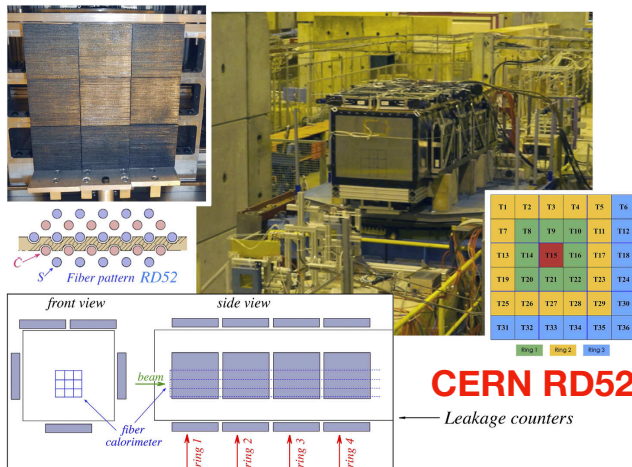 C
S
Fiber pattern RD52
T1 T2 T3 T4 T5 T6
T7 T8 T9 T10 T11 T12
T13 T14 T15 T16 T17 T18
T19 T20 T21 T22 T23 T24
T25 T26 T27 T28 T29 T30
T31 T32 T33 T34 T35 T36
Ring 1 Ring 2 Ring 3
front view side view
beam
fiber
calorimeter
ring 1 ring 2 ring 3 ring 4
CERN RD52
Leakage counters